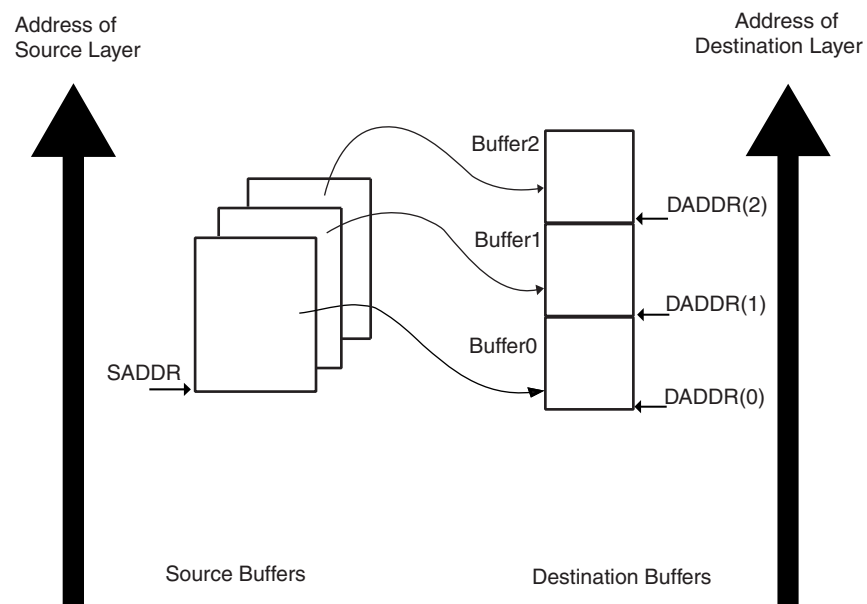 Address of
Source Layer
Address of
Destination Layer
Buffer2
DADDR(2)
Buffer1
DADDR(1)
Buffer0
SADDR
DADDR(0)
Source Buffers
Destination Buffers